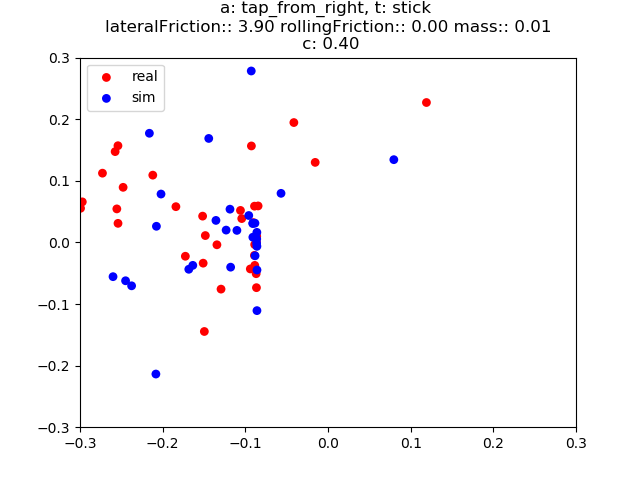 a: tap_from_right, t: stick
lateralFriction:: 3.90 rollingFriction:: 0.00 mass:: 0.01
c: 0.40
real
sim
0.3
0.2
0.1
0.0
−0.1
−0.2
−0.3
−0.3 −0.2 −0.1 0.0 0.1 0.2 0.3